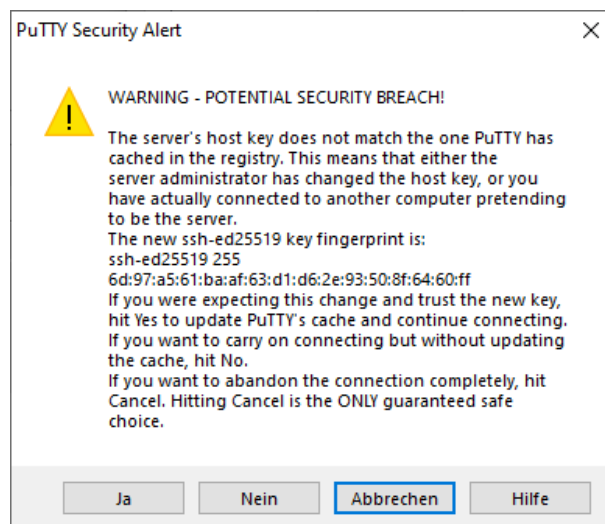 PuTTY Security Alert
WARNING - POTENTIAL SECURITY BREACH!
The server's host key does not match the one PuTTY has
cached in the registry. This means that either the
server administrator has changed the host key, or you
have actually connected to another computer pretending
to be the server.
The new ssh-ed25519 key fingerprint is:
ssh-ed25519 255
6d:97:a5:61:ba:af:63:d1:d6:2e:93:50:8f:64:60:ff
If you were expecting this change and trust the new key,
hit Yes to update PuTTY's cache and continue connecting.
If you want to carry on connecting but without updating
the cache, hit No.
If you want to abandon the connection completely, hit
Cancel. Hitting Cancel is the ONLY guaranteed safe
choice.
Ja Nein Abbrechen Hilfe